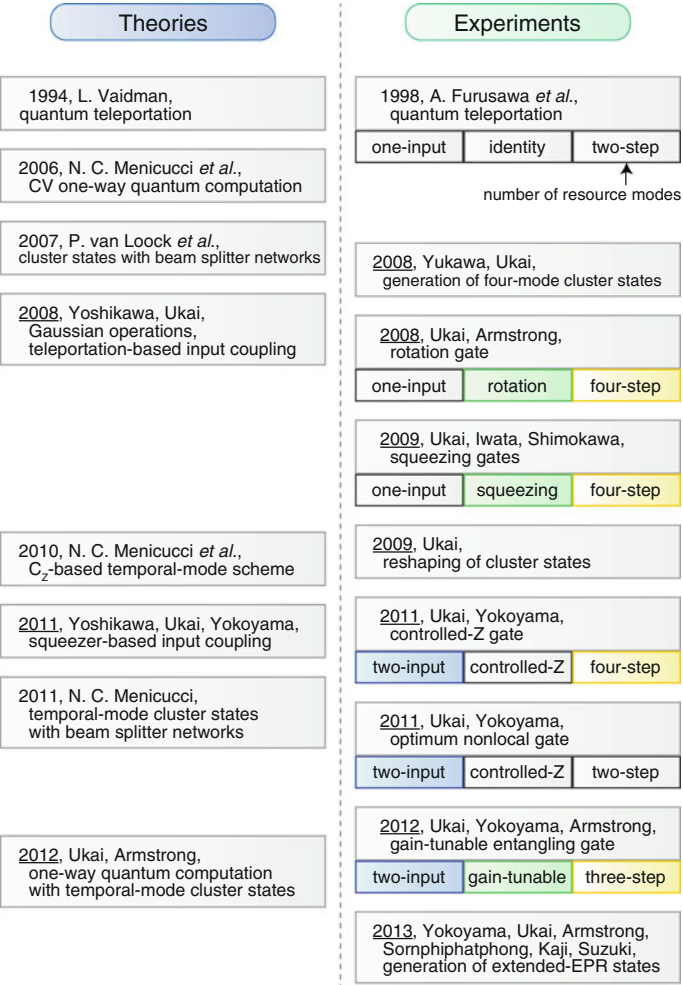 Theories
1994, L. Vaidman,
quantum teleportation
2006, N. C. Menicucci et al.,
CV one-way quantum computation
2007, P. van Loock et al.,
cluster states with beam splitter networks
2008, Yoshikawa, Ukai,
Gaussian operations,
teleportation-based input coupling
2010, N. C. Menicucci et al.,
Cz-based temporal-mode scheme
2011, Yoshikawa, Ukai, Yokoyama,
squeezer-based input coupling
2011, N. C. Menicucci,
temporal-mode cluster states
with beam splitter networks
2012, Ukai, Armstrong,
one-way quantum computation
with temporal-mode cluster states
Experiments
1998, A. Furusawa et al.,
quantum teleportation
one-input identity two-step
number of resource modes
2008, Yukawa, Ukai,
generation of four-mode cluster states
2008, Ukai, Armstrong,
rotation gate
one-input rotation four-step
2009, Ukai, Iwata, Shimokawa,
squeezing gates
one-input squeezing four-step
2009, Ukai,
reshaping of cluster states
2011, Ukai, Yokoyama,
controlled-Z gate
two-input controlled-Z four-step
2011, Ukai, Yokoyama,
optimum nonlocal gate
two-input controlled-Z two-step
2012, Ukai, Yokoyama, Armstrong,
gain-tunable entangling gate
two-input gain-tunable three-step
2013, Yokoyama, Ukai, Armstrong,
Sornphiphatphong, Kaji, Suzuki,
generation of extended-EPR states